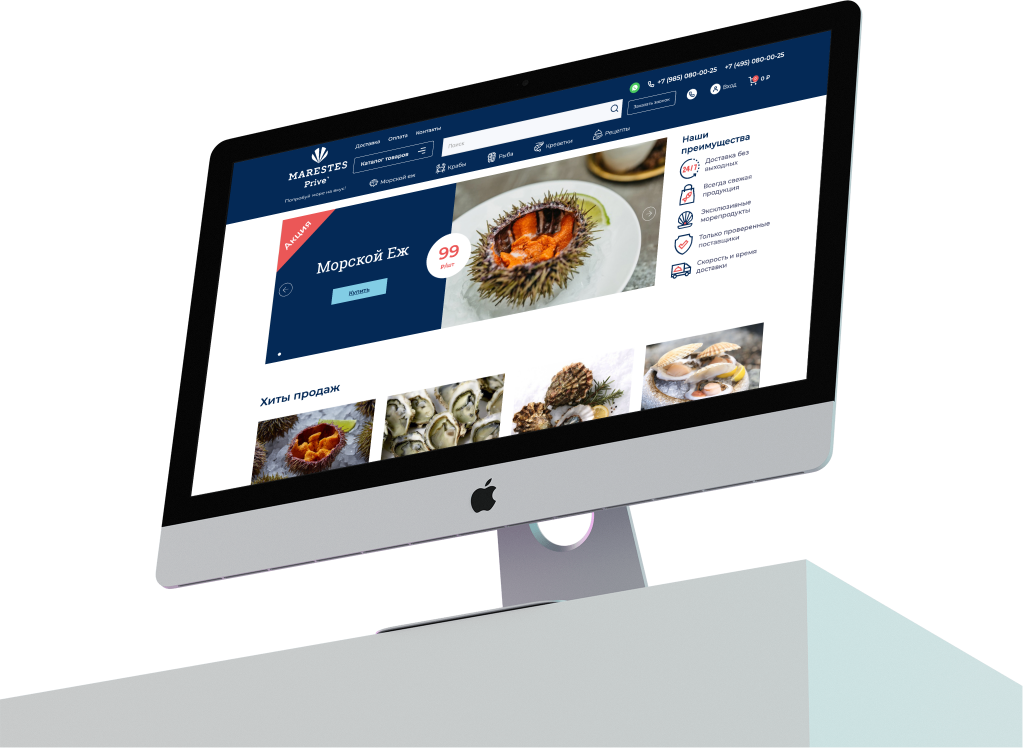 Доставка Оплата Контакты
+7 (985) 080-00-25 +7 (495) 080-00-25
MARESTES
Prive
Попробуй море на вкус!
Каталог товаров
Поиск
Заказать звонок
Вход
0 ₽
Морской еж
Крабы
Рыба
Креветки
Рецепты
Акция
Морской Еж
Купить
99
₽/шт
Наши
преимущества
24/7
Доставка без
выходных
Всегда свежая
продукция
Эксклюзивные
морепродукты
Только проверенные
поставщики
Скорость и время
доставки
Хиты продаж